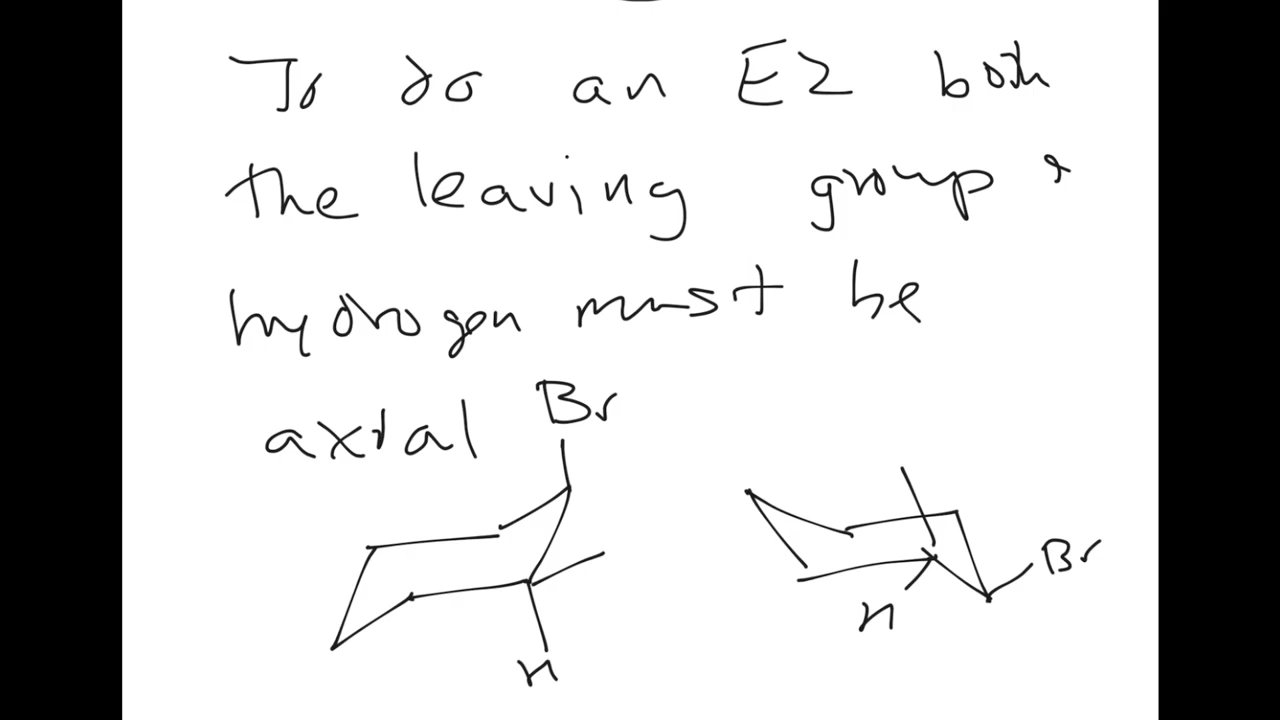 To do an E2 both
the leaving group &
hydrogen must be
axial
Br
H
Br
H